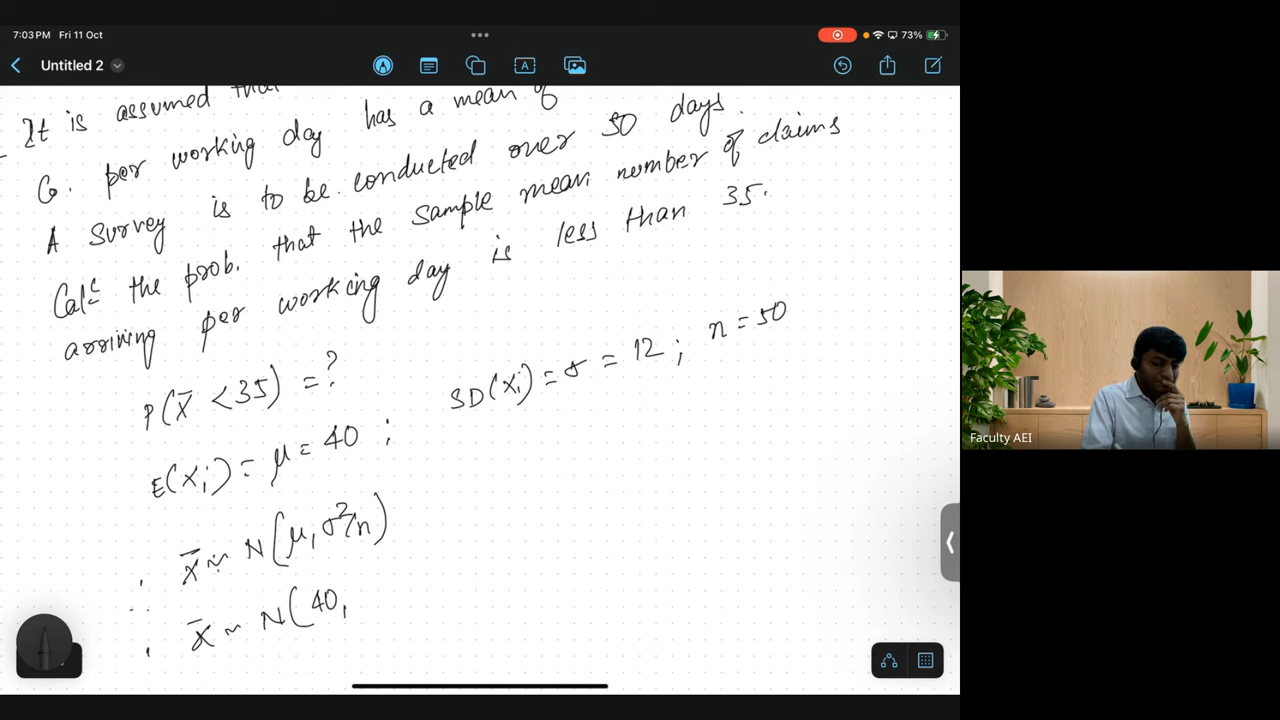 7:03 PM Fri 11 Oct
73%
Untitled 2
It is assumed that
Co. per working day has a mean of
A survey is to be conducted over 50 days.
Calc the prob. that the sample mean number of claims
arriving per working day is less than 35.
P(X̄ < 35) = ?
E(Xi) = μ = 40 ; SD(Xi) = σ = 12 ; n = 50
∴ X̄ ~ N(μ, σ²/n)
∴ X̄ ~ N(40,
Faculty AEI